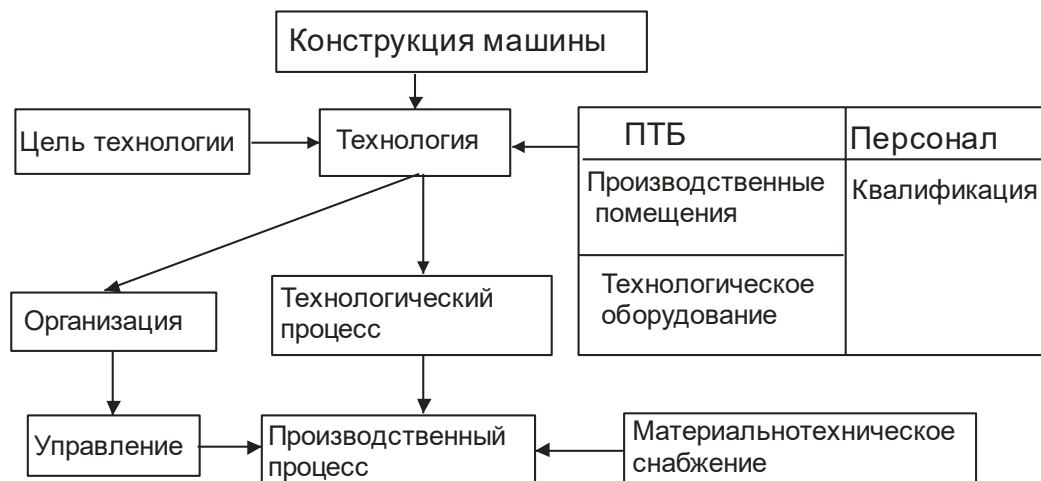 Конструкция машины
Цель технологии
Технология
ПТБ
Персонал
Производственные
помещения
Квалификация
Технологическое
оборудование
Организация
Технологический
процесс
Управление
Производственный
процесс
Материальнотехническое
снабжение